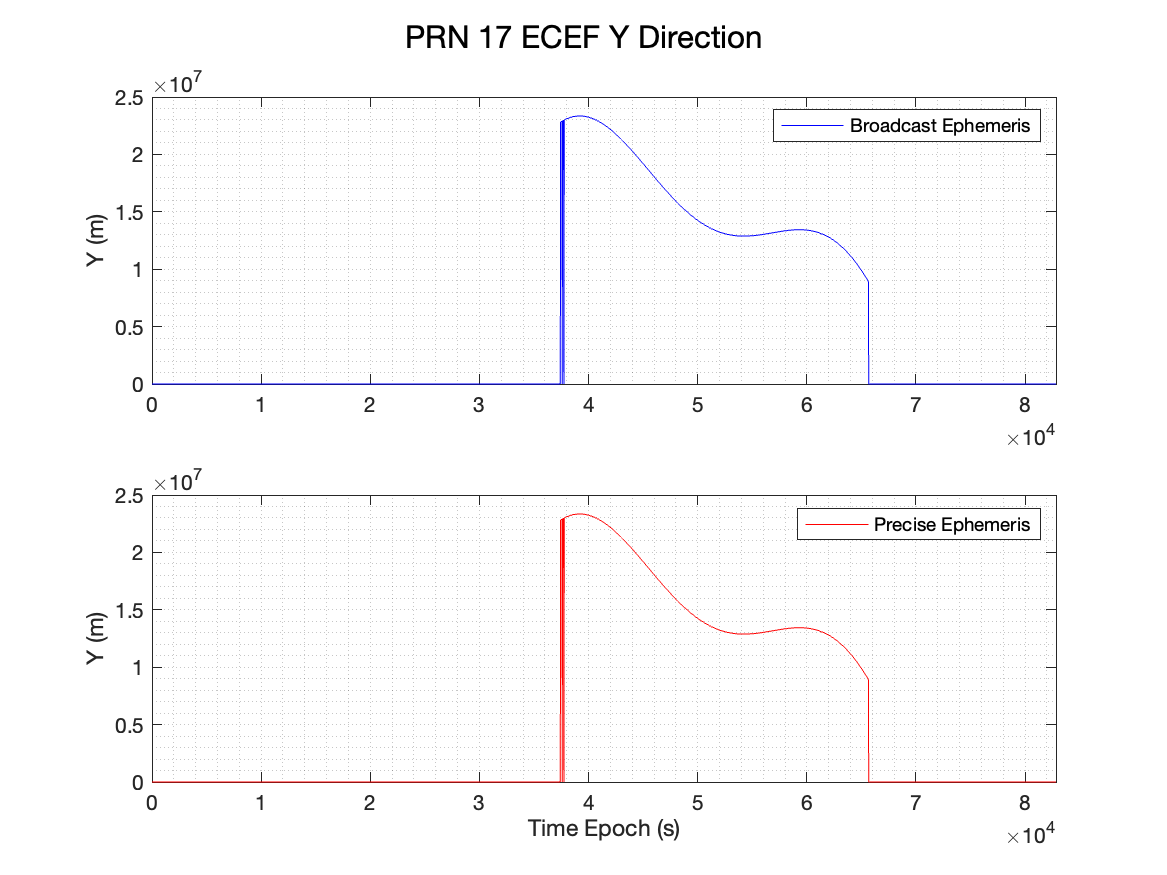 PRN 17 ECEF Y Direction
×10^7
2.5
2
1.5
1
0.5
0
Y (m)
Broadcast Ephemeris
0 1 2 3 4 5 6 7 8
×10^4
×10^7
2.5
2
1.5
1
0.5
0
Y (m)
Precise Ephemeris
0 1 2 3 4 5 6 7 8
Time Epoch (s)
×10^4